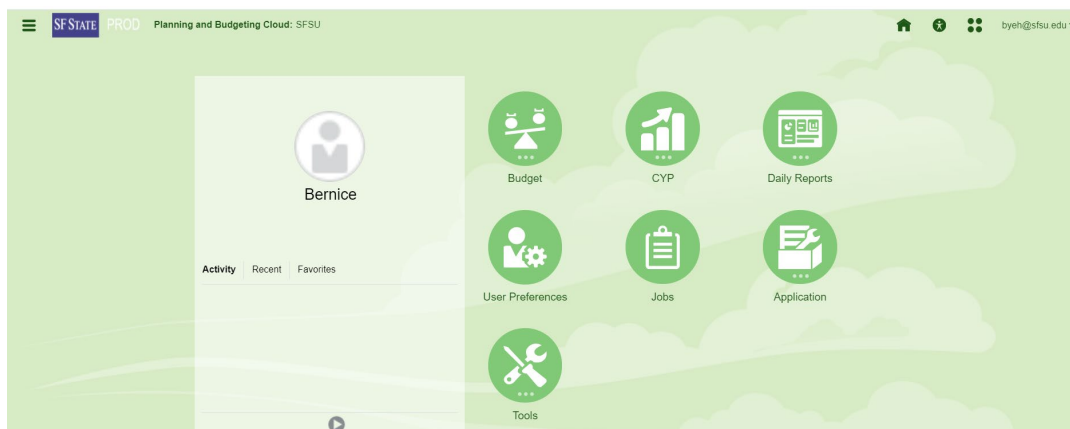 SF STATE PROD Planning and Budgeting Cloud: SFSU byeh@sfsu.edu
Bernice
Activity Recent Favorites
Budget CYP Daily Reports
User Preferences Jobs Application
Tools